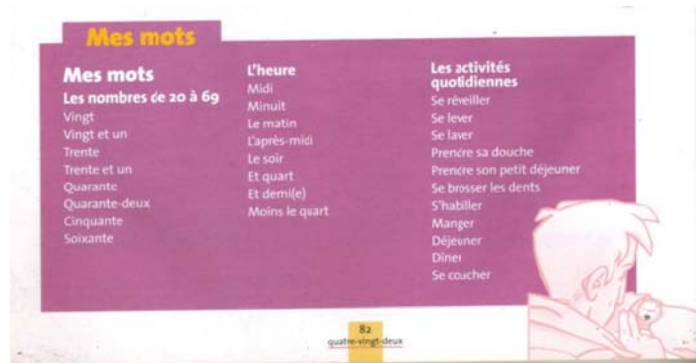 Mes mots
Mes mots
Les nombres de 20 à 69
Vingt
Vingt et un
Trente
Trente et un
Quarante
Quarante-deux
Cinquante
Soixante
L'heure
Midi
Minuit
Le matin
L'après-midi
Le soir
Et quart
Et demi(e)
Moins le quart
Les activités
quotidiennes
Se réveiller
Se lever
Se laver
Prendre sa douche
Prendre son petit déjeuner
Se brosser les dents
S'habiller
Manger
Déjeuner
Dîner
Se coucher
82
quatre-vingt-deux